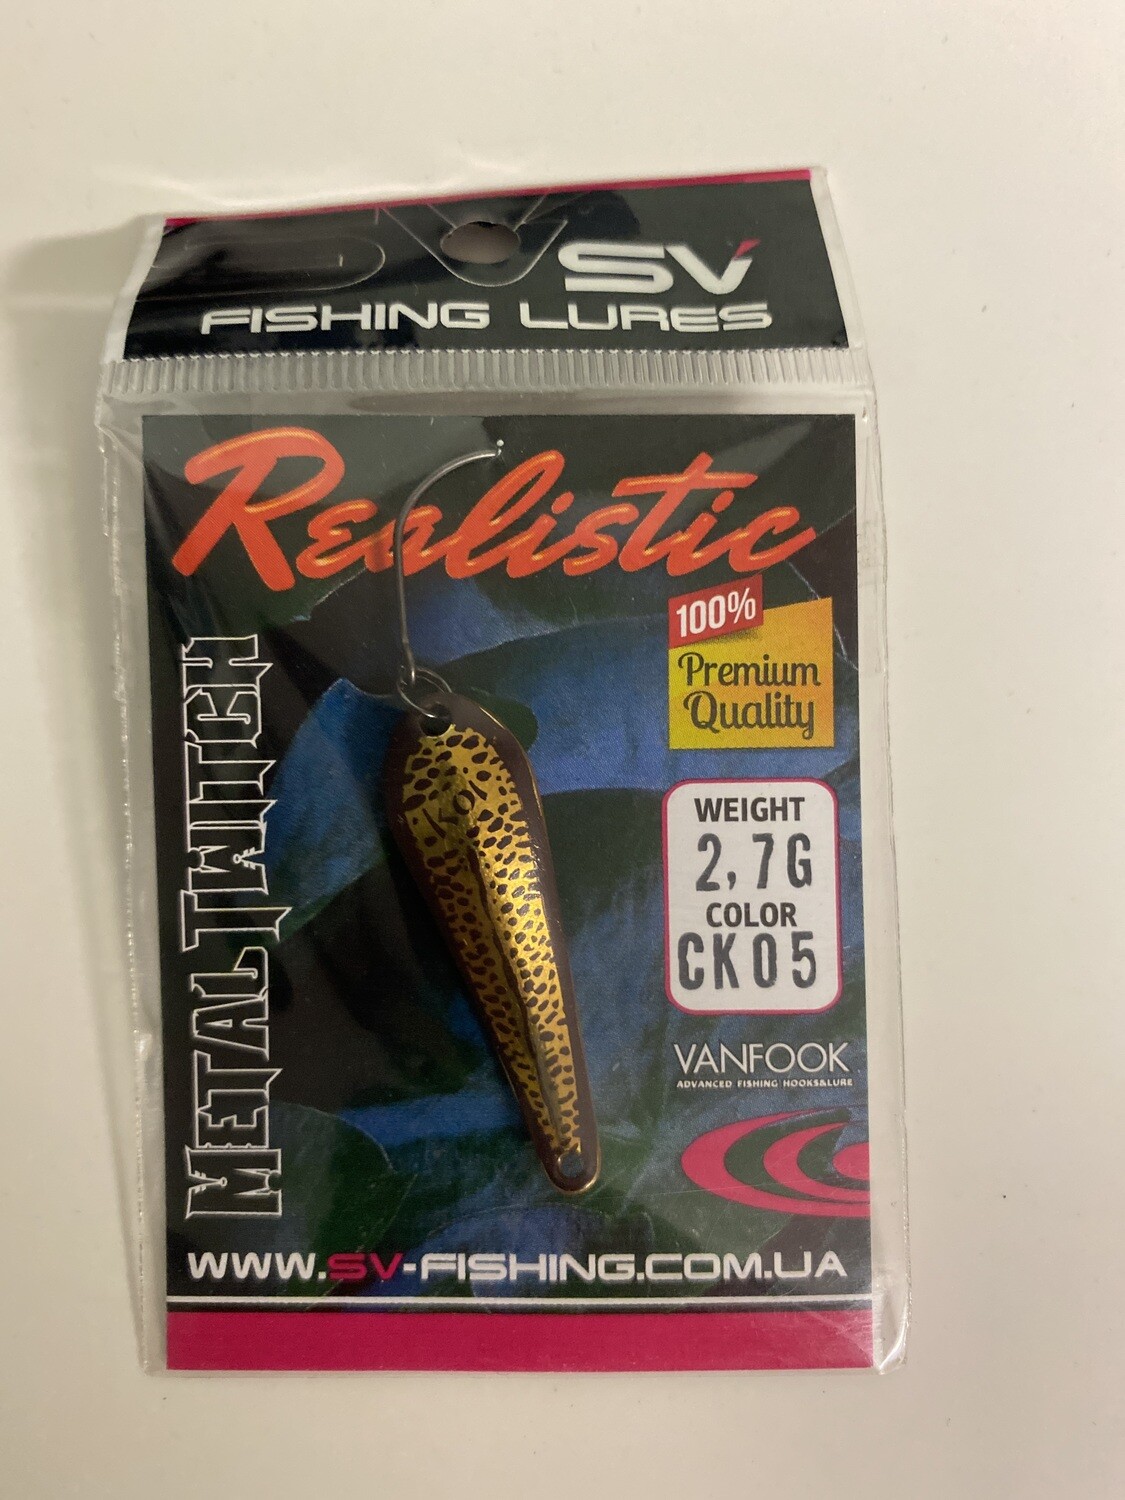 SV
FISHING LURES
Realistic
100%
Premium
Quality
METAL TWITCH
WEIGHT
2,7G
COLOR
CK05
VANFOOK
ADVANCED FISHING HOOKS&LURE
WWW.SV-FISHING.COM.UA